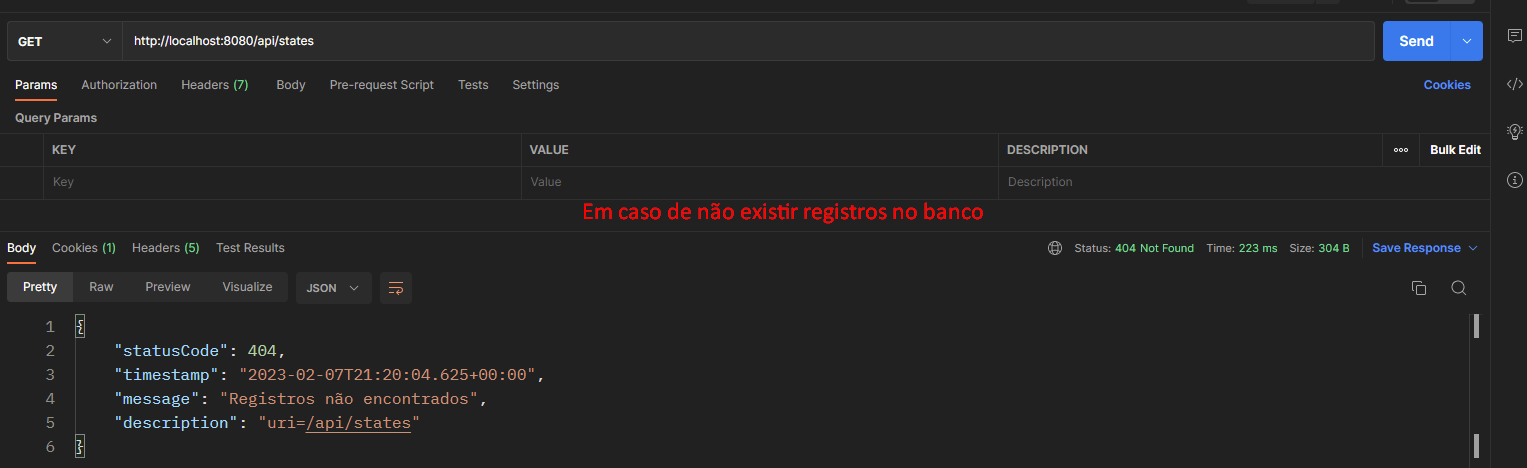 GET http://localhost:8080/api/states Send
Params Authorization Headers (7) Body Pre-request Script Tests Settings Cookies
Query Params
KEY VALUE DESCRIPTION Bulk Edit
Key Value Description
Em caso de não existir registros no banco
Body Cookies (1) Headers (5) Test Results Status: 404 Not Found Time: 223 ms Size: 304 B Save Response
Pretty Raw Preview Visualize JSON
1 {
2 "statusCode": 404,
3 "timestamp": "2023-02-07T21:20:04.625+00:00",
4 "message": "Registros não encontrados",
5 "description": "uri=/api/states"
6 }